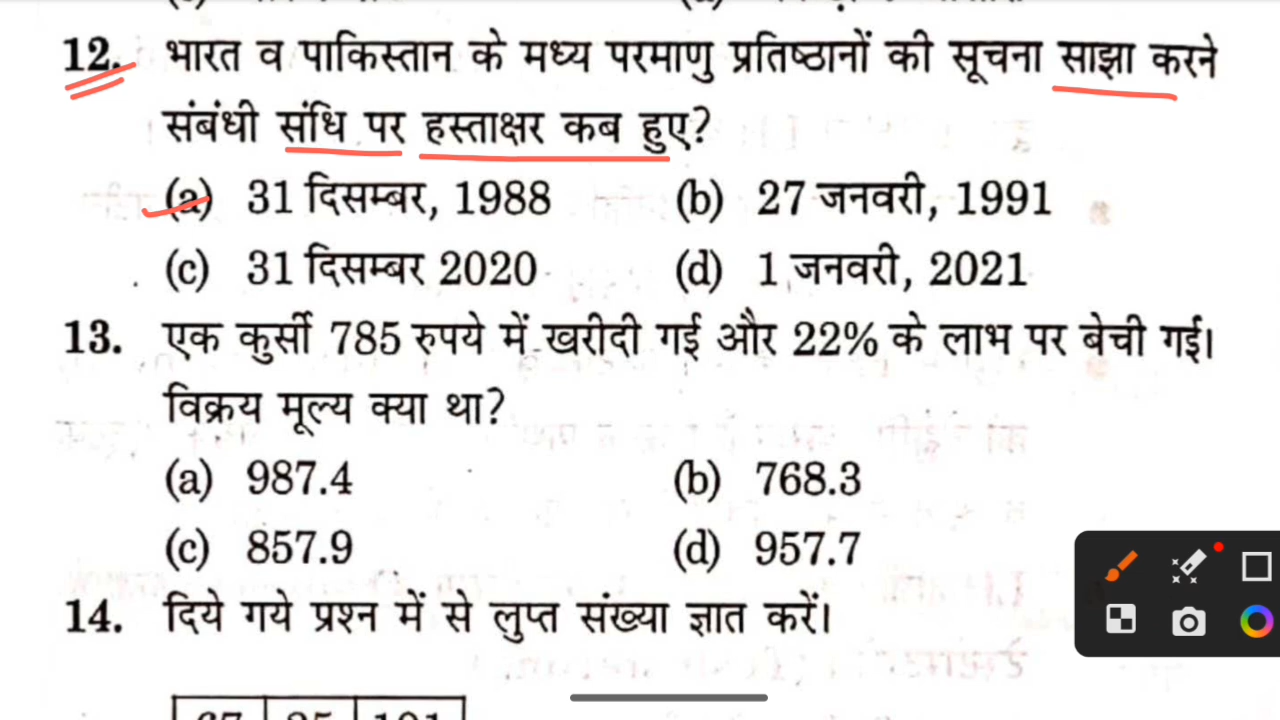 12. भारत व पाकिस्तान के मध्य परमाणु प्रतिष्ठानों की सूचना साझा करने
संबंधी संधि पर हस्ताक्षर कब हुए?
(a) 31 दिसम्बर, 1988 (b) 27 जनवरी, 1991
(c) 31 दिसम्बर 2020 (d) 1 जनवरी, 2021
13. एक कुर्सी 785 रुपये में खरीदी गई और 22% के लाभ पर बेची गई।
विक्रय मूल्य क्या था?
(a) 987.4 (b) 768.3
(c) 857.9 (d) 957.7
14. दिये गये प्रश्न में से लुप्त संख्या ज्ञात करें।